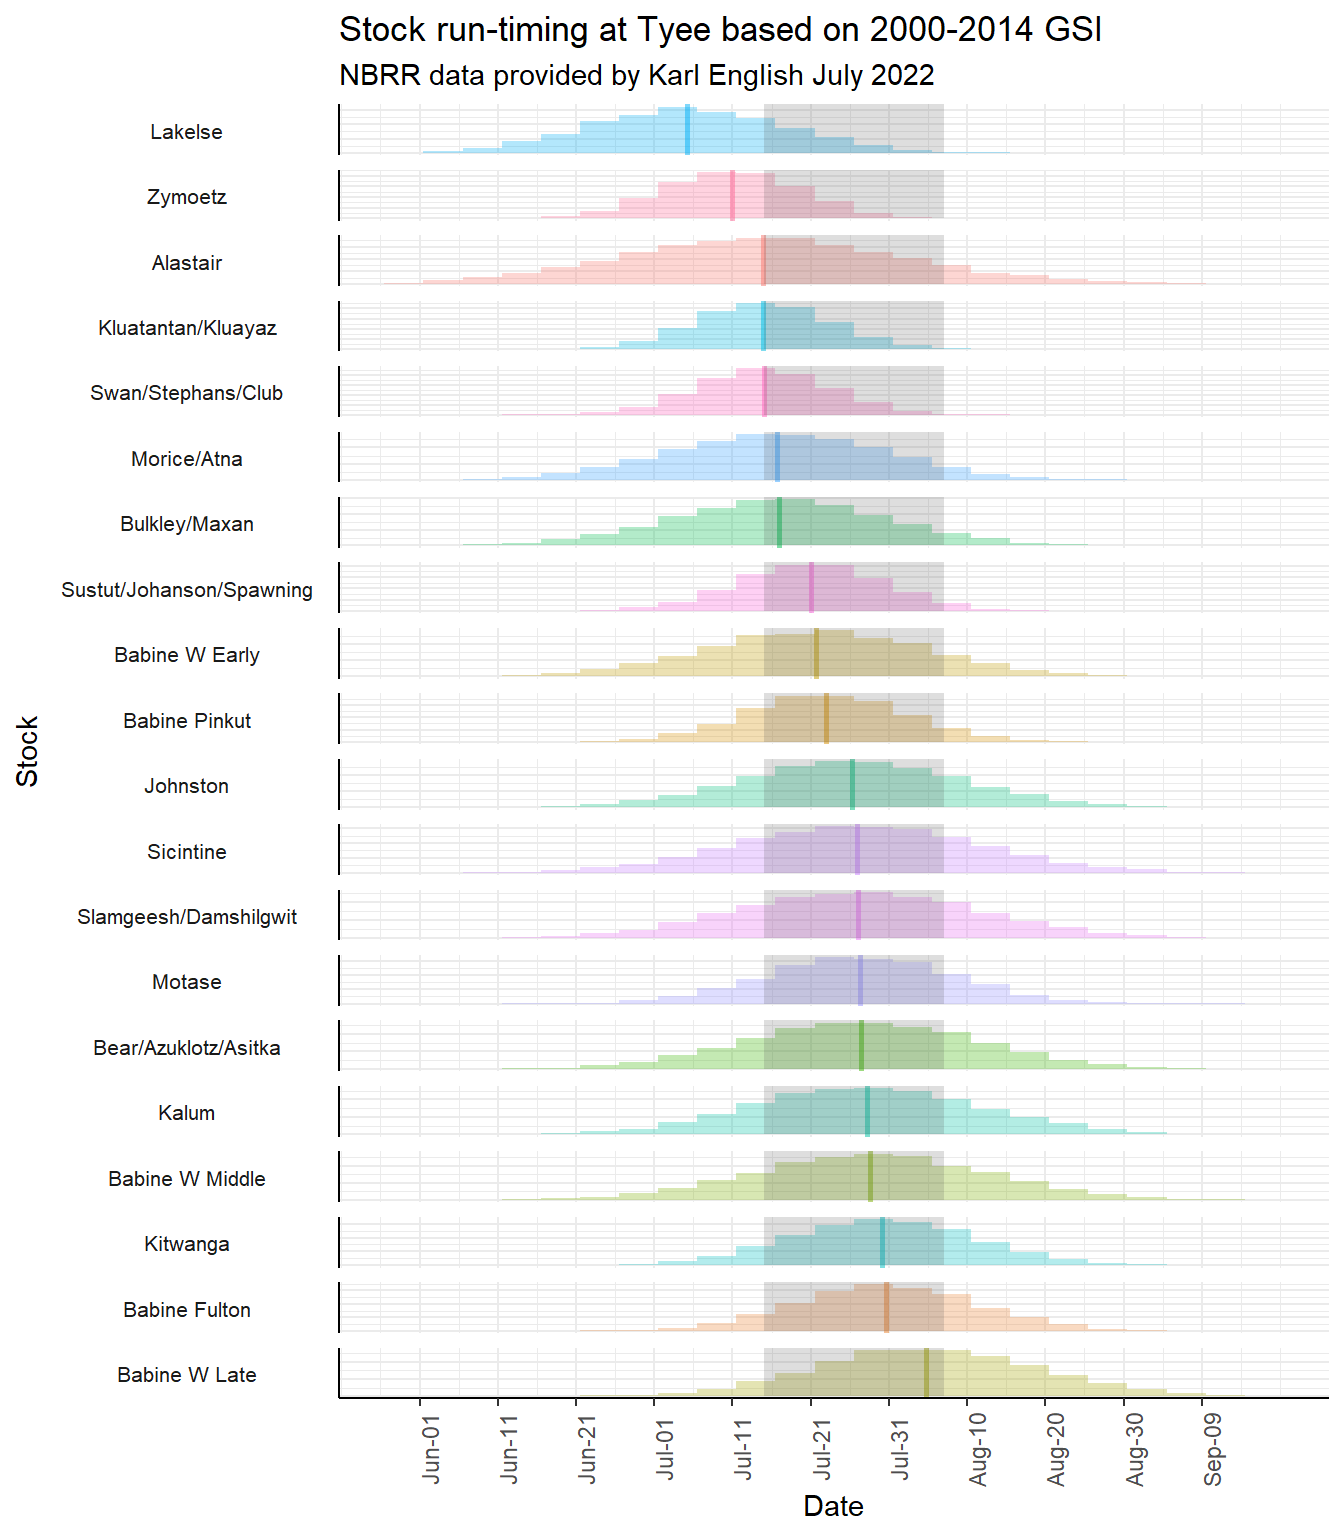 Stock run-timing at Tyee based on 2000-2014 GSI
NBRR data provided by Karl English July 2022
Lakelse
Zymoetz
Alastair
Kluatantan/Kluayaz
Swan/Stephans/Club
Morice/Atna
Bulkley/Maxan
Sustut/Johanson/Spawning
Babine W Early
Babine Pinkut
Johnston
Sicintine
Slamgeesh/Damshilgwit
Motase
Bear/Azuklotz/Asitka
Kalum
Babine W Middle
Kitwanga
Babine Fulton
Babine W Late
Stock
Jun-01
Jun-11
Jun-21
Jul-01
Jul-11
Jul-21
Jul-31
Aug-10
Aug-20
Aug-30
Sep-09
Date